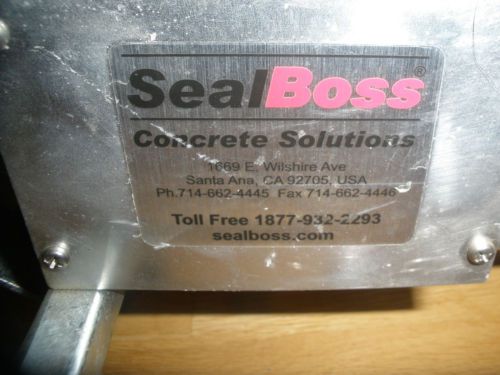 SealBoss®
Concrete Solutions
1669 E. Wilshire Ave
Santa Ana, CA 92705, USA
Ph.714-662-4445 Fax 714-662-4446
Toll Free 1877-932-2293
sealboss.com